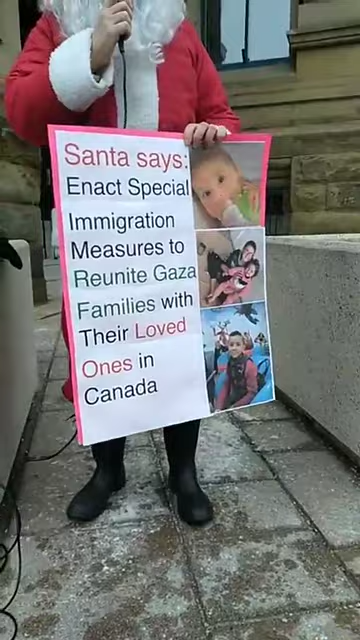 Santa says:
Enact Special
Immigration
Measures to
Reunite Gaza
Families with
Their Loved
Ones in
Canada